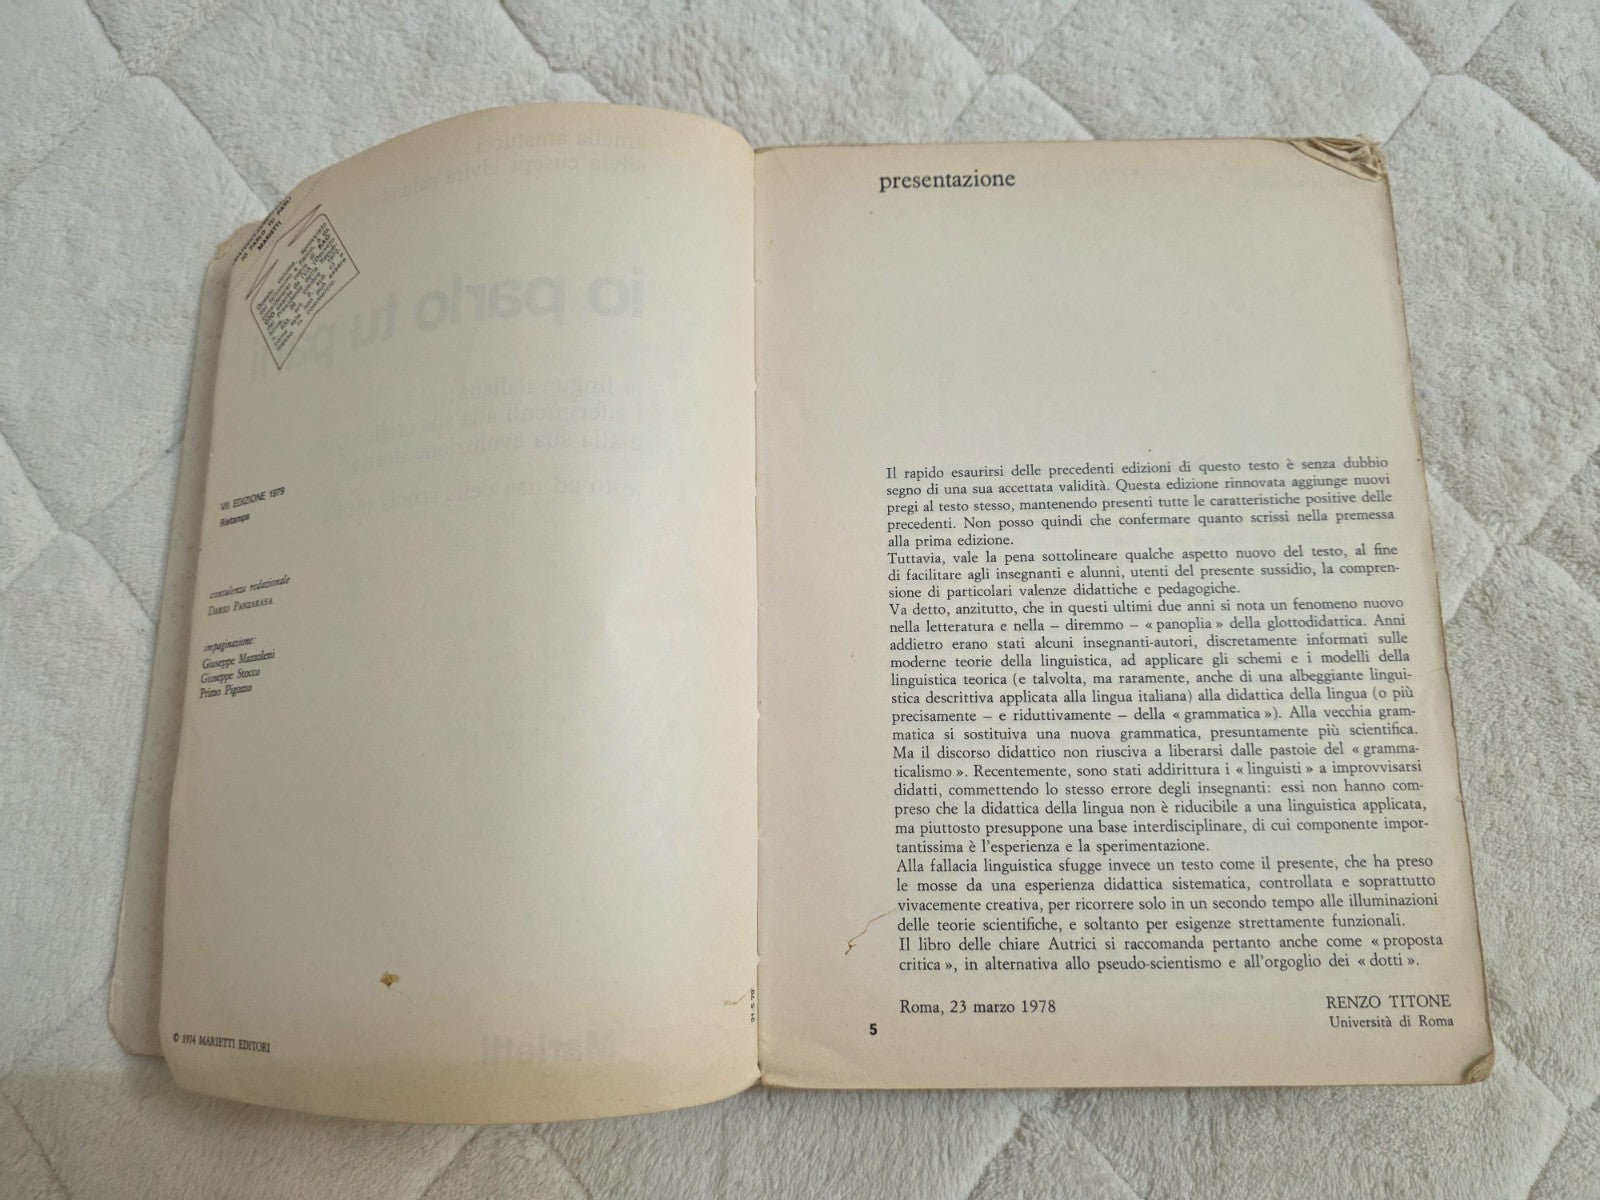 IO PARLO TU PARLI
MARIETTI
VII EDIZIONE 1979
Ristampa
consulenza redazionale
DARIO PANZARASA
impaginazione:
Giuseppe Mazzoleni
Giuseppe Stocco
Primo Pigozzo
© 1974 MARIETTI EDITORI
presentazione
Il rapido esaurirsi delle precedenti edizioni di questo testo è senza dubbio
segno di una sua accettata validità. Questa edizione rinnovata aggiunge nuovi
pregi al testo stesso, mantenendo presenti tutte le caratteristiche positive delle
precedenti. Non posso quindi che confermare quanto scrissi nella premessa
alla prima edizione.
Tuttavia, vale la pena sottolineare qualche aspetto nuovo del testo, al fine
di facilitare agli insegnanti e alunni, utenti del presente sussidio, la compren-
sione di particolari valenze didattiche e pedagogiche.
Va detto, anzitutto, che in questi ultimi due anni si nota un fenomeno nuovo
nella letteratura e nella – diremmo – « panoplia » della glottodidattica. Anni
addietro erano stati alcuni insegnanti-autori, discretamente informati sulle
moderne teorie della linguistica, ad applicare gli schemi e i modelli della
linguistica teorica (e talvolta, ma raramente, anche di una albeggiante lingui-
stica descrittiva applicata alla lingua italiana) alla didattica della lingua (o più
precisamente – e riduttivamente – della « grammatica »). Alla vecchia gram-
matica si sostituiva una nuova grammatica, presuntamente più scientifica.
Ma il discorso didattico non riusciva a liberarsi dalle pastoie del « gramma-
ticalismo ». Recentemente, sono stati addirittura i « linguisti » a improvvisarsi
didatti, commettendo lo stesso errore degli insegnanti: essi non hanno com-
preso che la didattica della lingua non è riducibile a una linguistica applicata,
ma piuttosto presuppone una base interdisciplinare, di cui componente impor-
tantissima è l'esperienza e la sperimentazione.
Alla fallacia linguistica sfugge invece un testo come il presente, che ha preso
le mosse da una esperienza didattica sistematica, controllata e soprattutto
vivacemente creativa, per ricorrere solo in un secondo tempo alle illuminazioni
delle teorie scientifiche, e soltanto per esigenze strettamente funzionali.
Il libro delle chiare Autrici si raccomanda pertanto anche come « proposta
critica », in alternativa allo pseudo-scientismo e all'orgoglio dei « dotti ».
Roma, 23 marzo 1978
RENZO TITONE
Università di Roma
5